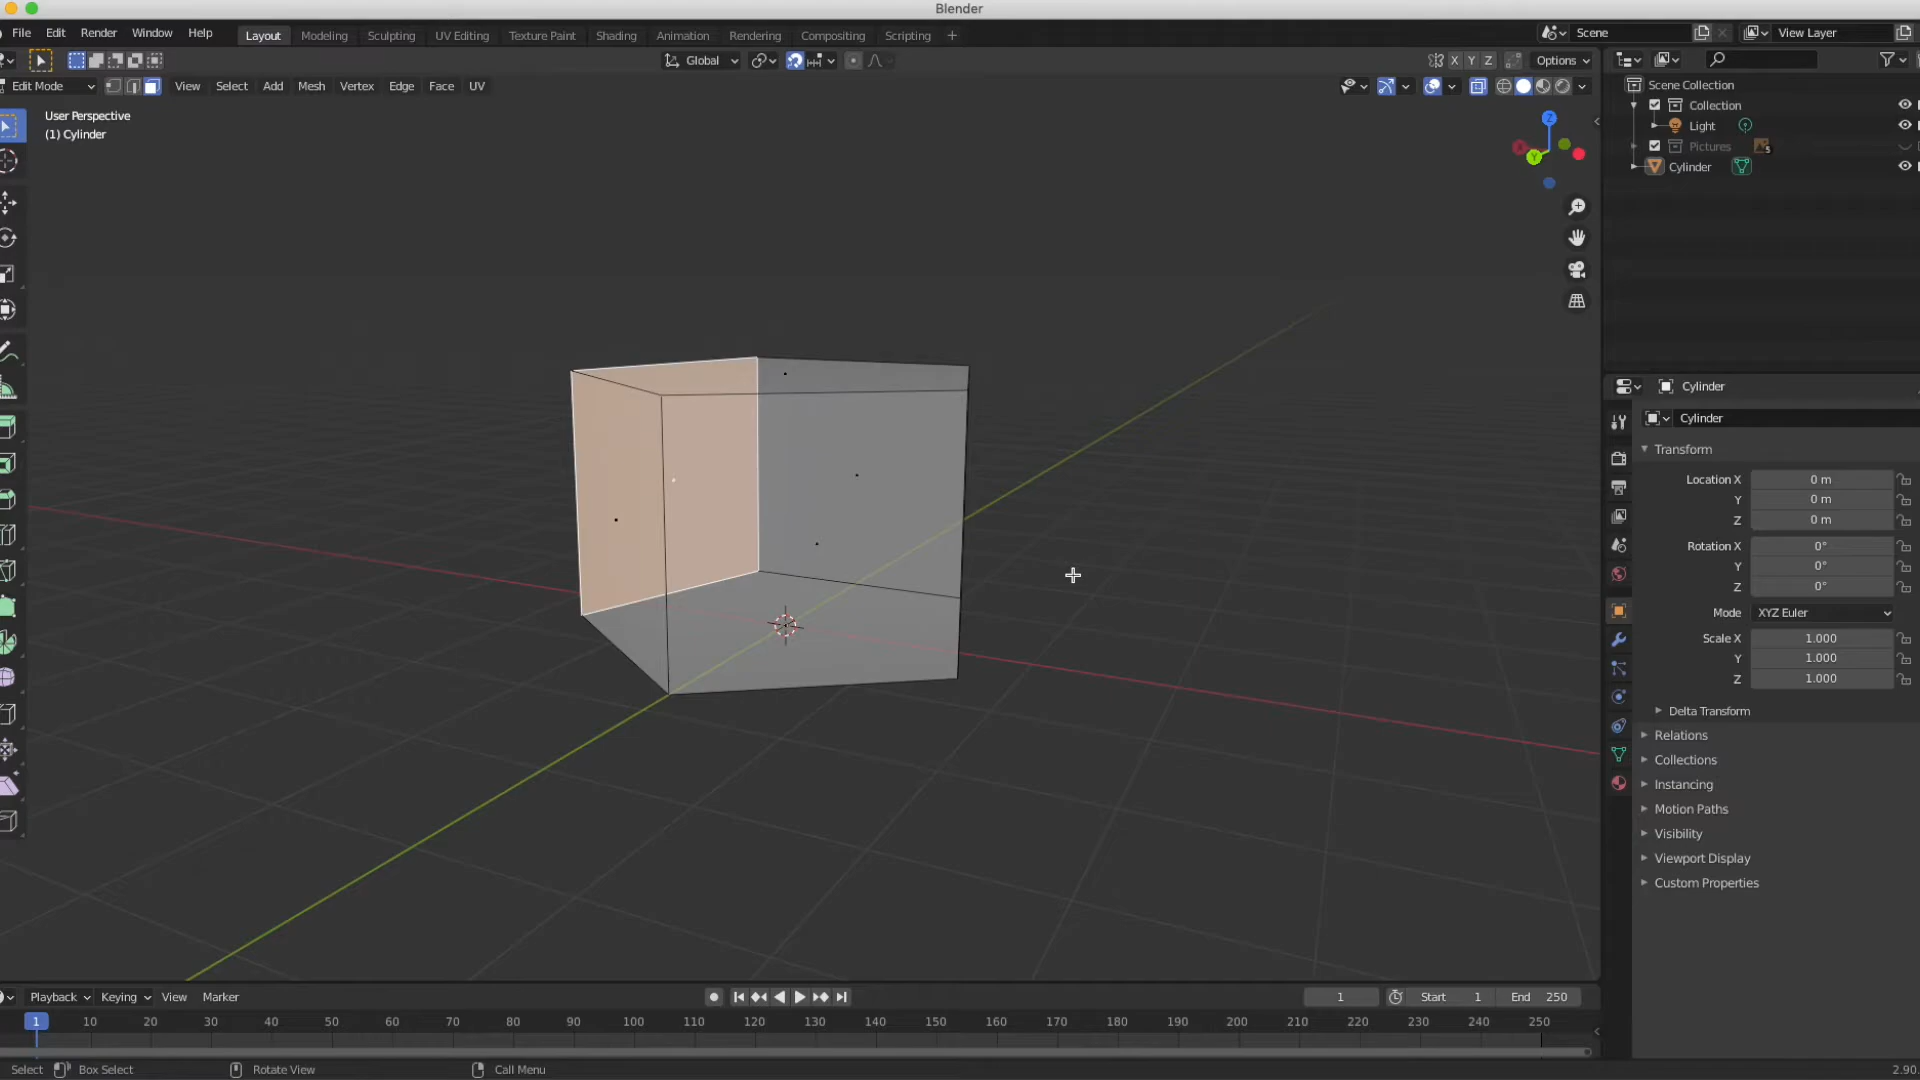 Blender
File Edit Render Window Help Layout Modeling Sculpting UV Editing Texture Paint Shading Animation Rendering Compositing Scripting + Scene View Layer
Global X Y Z Options
Edit Mode View Select Add Mesh Vertex Edge Face UV
User Perspective
(1) Cylinder
Z
X
Y
Scene Collection
Collection
Light
Pictures 5
Cylinder
Cylinder
Cylinder
Transform
Location X 0 m
Y 0 m
Z 0 m
Rotation X 0°
Y 0°
Z 0°
Mode XYZ Euler
Scale X 1.000
Y 1.000
Z 1.000
Delta Transform
Relations
Collections
Instancing
Motion Paths
Visibility
Viewport Display
Custom Properties
Playback Keying View Marker 1 Start 1 End 250
1 10 20 30 40 50 60 70 80 90 100 110 120 130 140 150 160 170 180 190 200 210 220 230 240 250
Select Box Select Rotate View Call Menu 2.90.